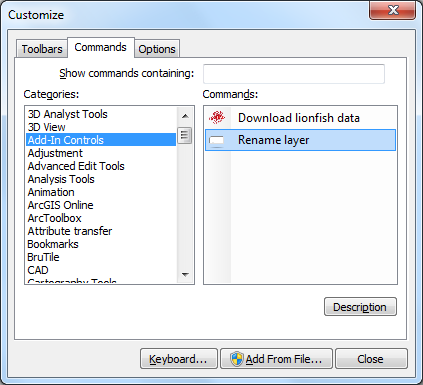 Customize
Toolbars
Commands
Options
Show commands containing:
Categories:
3D Analyst Tools
3D View
Add-In Controls
Adjustment
Advanced Edit Tools
Analysis Tools
Animation
ArcGIS Online
ArcToolbox
Attribute transfer
Bookmarks
BruTile
CAD
Cartography Tools
Commands:
Download lionfish data
Rename layer
Description
Keyboard...
Add From File...
Close